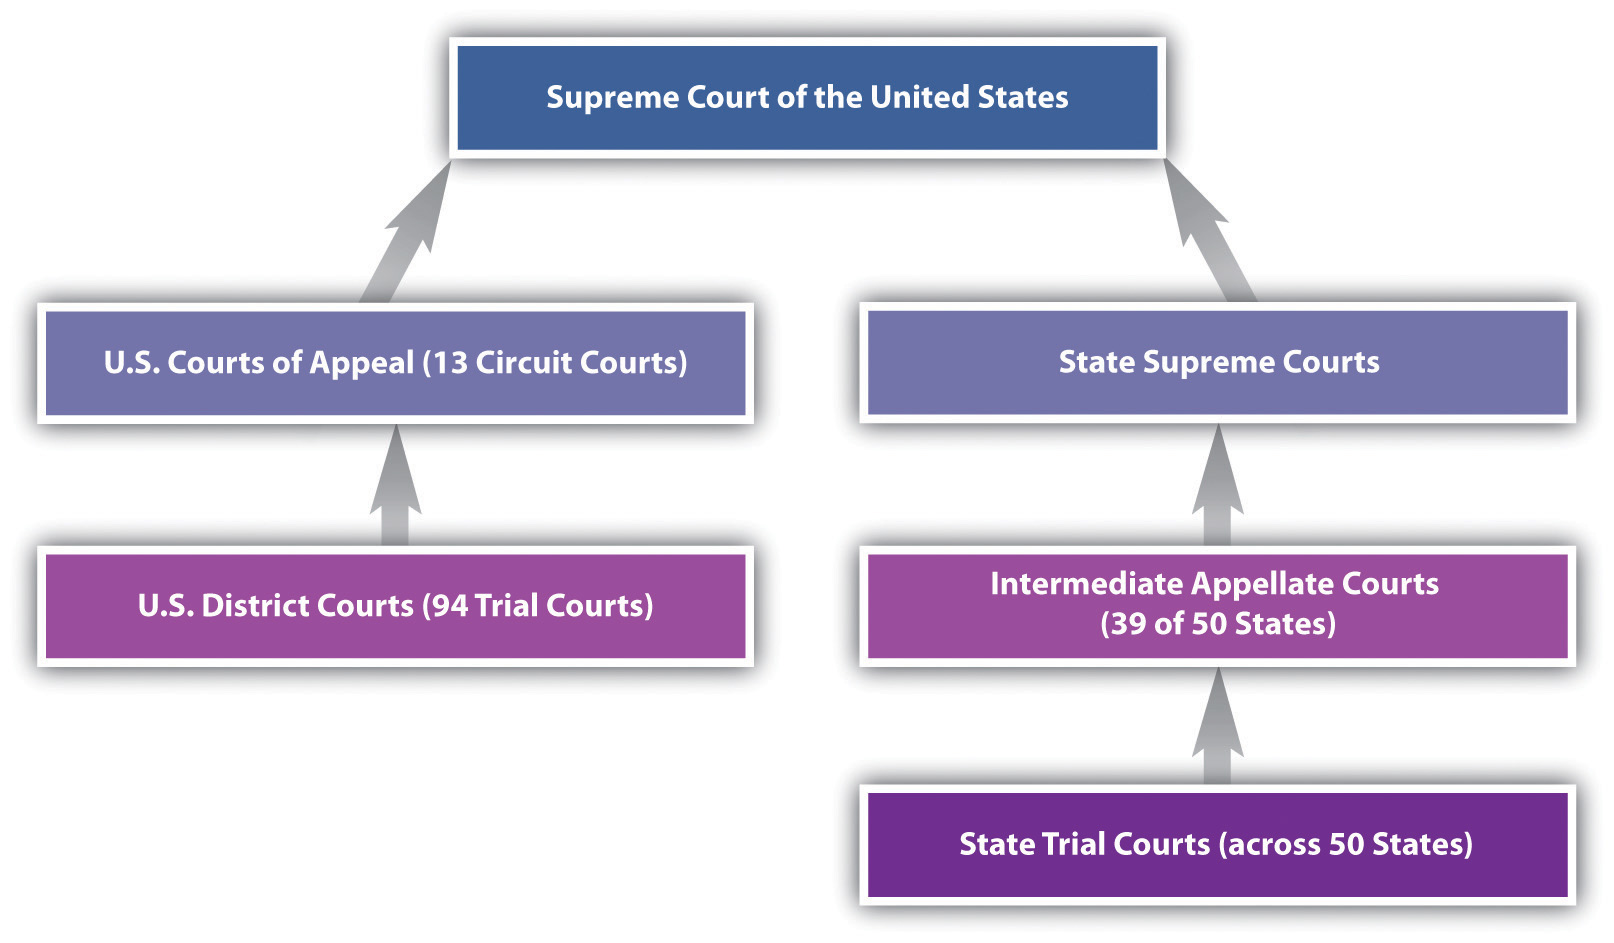 Supreme Court of the United States
U.S. Courts of Appeal (13 Circuit Courts)
State Supreme Courts
U.S. District Courts (94 Trial Courts)
Intermediate Appellate Courts
(39 of 50 States)
State Trial Courts (across 50 States)